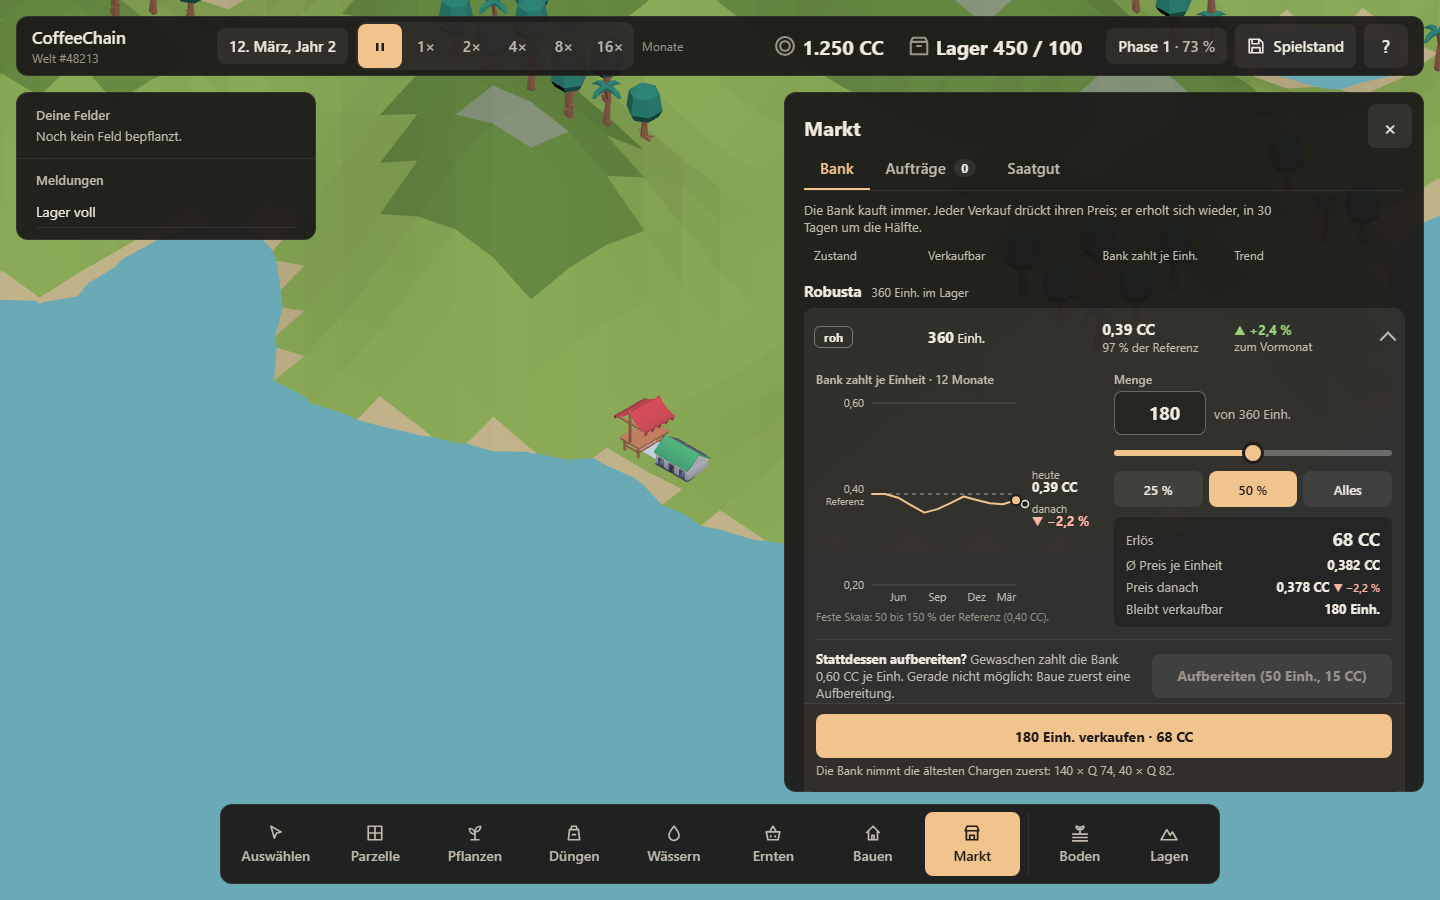 CoffeeChain
Welt #48213
12. März, Jahr 2
1×
2×
4×
8×
16×
Monate
1.250 CC
Lager 450 / 100
Phase 1 · 73 %
Spielstand
?
Deine Felder
Noch kein Feld bepflanzt.
Meldungen
Lager voll
Markt
×
Bank
Aufträge 0
Saatgut
Die Bank kauft immer. Jeder Verkauf drückt ihren Preis; er erholt sich wieder, in 30
Tagen um die Hälfte.
Zustand
Verkaufbar
Bank zahlt je Einh.
Trend
Robusta 360 Einh. im Lager
roh
360 Einh.
0,39 CC
97 % der Referenz
▲ +2,4 %
zum Vormonat
Bank zahlt je Einheit · 12 Monate
0,60
0,40
Referenz
0,20
heute
0,39 CC
danach
▼ −2,2 %
Jun
Sep
Dez
Mär
Feste Skala: 50 bis 150 % der Referenz (0,40 CC).
Menge
180 von 360 Einh.
25 %
50 %
Alles
Erlös 68 CC
Ø Preis je Einheit 0,382 CC
Preis danach 0,378 CC ▼ −2,2 %
Bleibt verkaufbar 180 Einh.
Stattdessen aufbereiten? Gewaschen zahlt die Bank
0,60 CC je Einh. Gerade nicht möglich: Baue zuerst eine
Aufbereitung.
Aufbereiten (50 Einh., 15 CC)
180 Einh. verkaufen · 68 CC
Die Bank nimmt die ältesten Chargen zuerst: 140 × Q 74, 40 × Q 82.
Auswählen
Parzelle
Pflanzen
Düngen
Wässern
Ernten
Bauen
Markt
Boden
Lagen